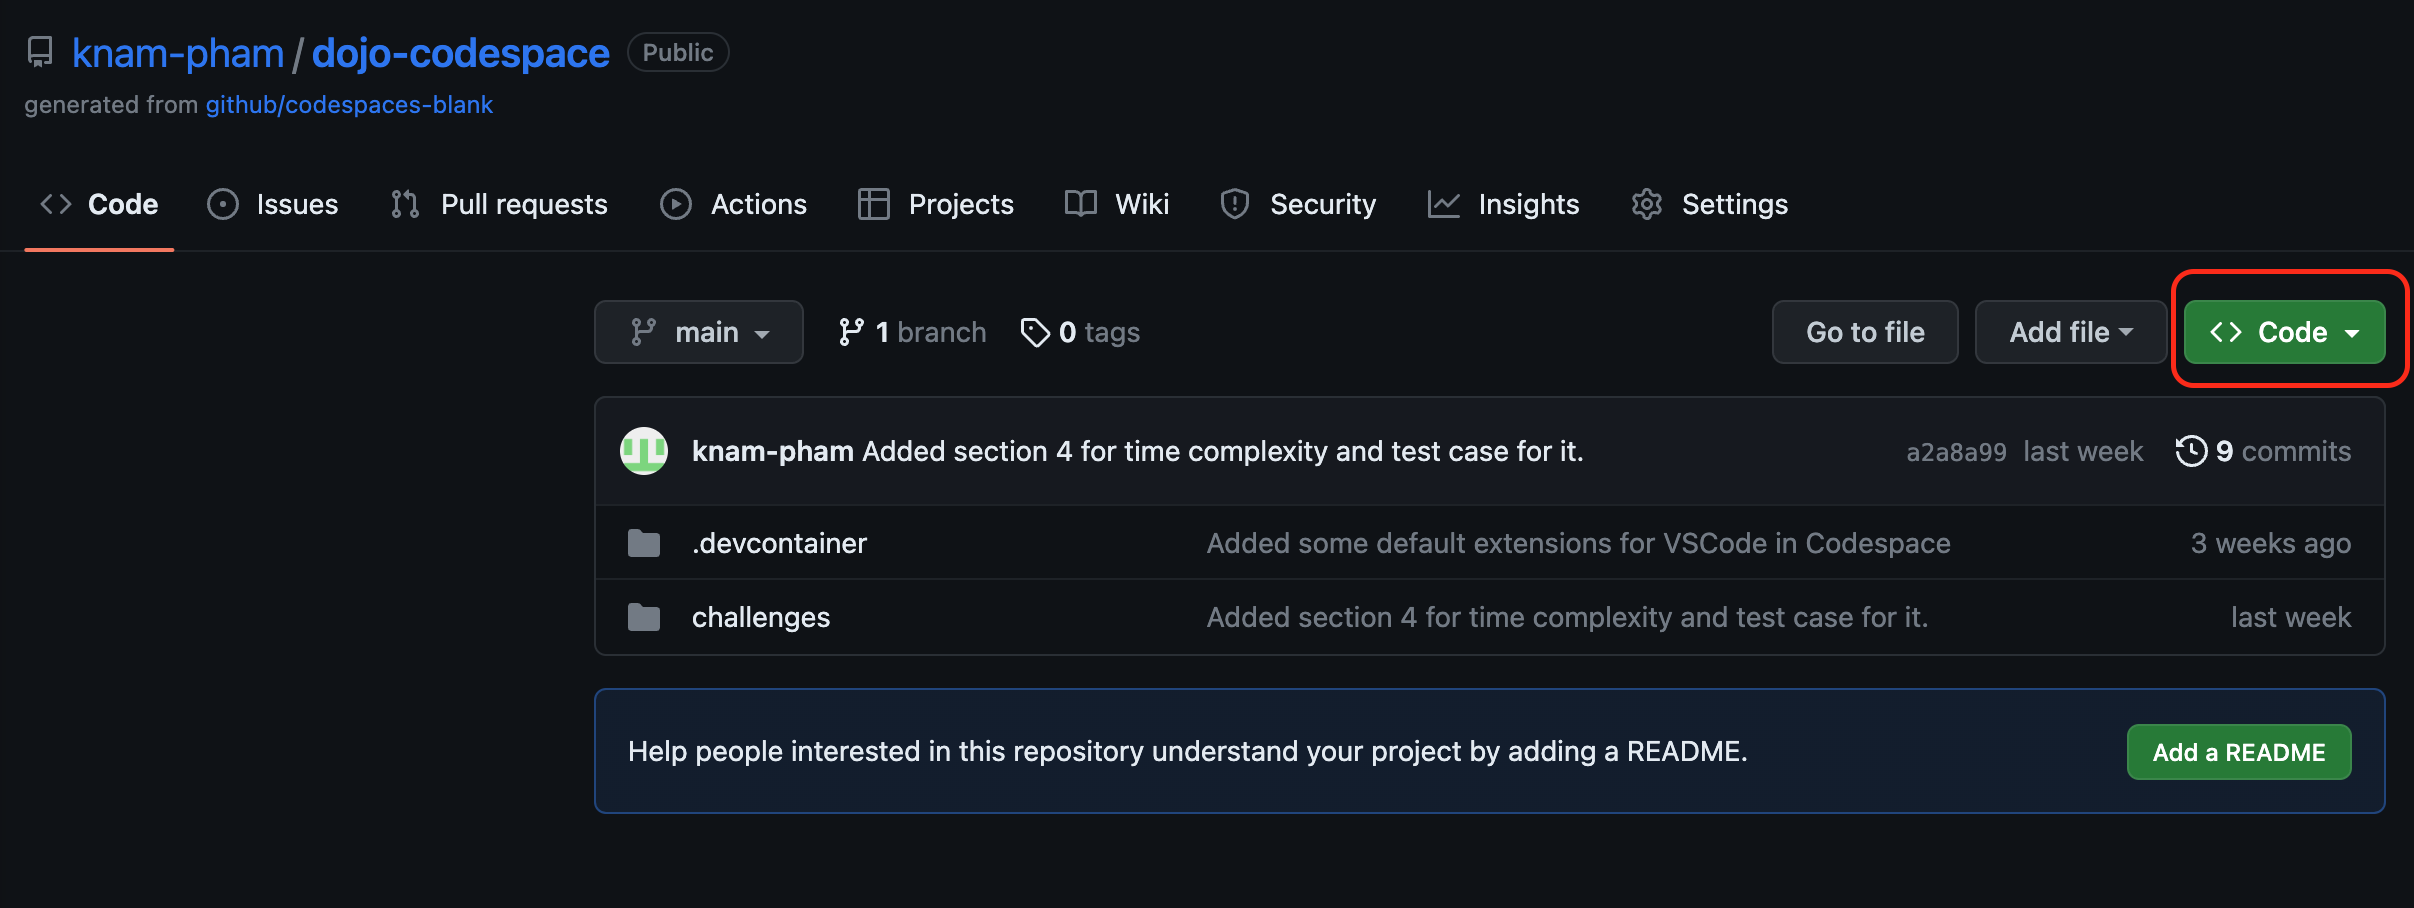 knam-pham / dojo-codespace Public
generated from github/codespaces-blank
Code Issues Pull requests Actions Projects Wiki Security Insights Settings
main 1 branch 0 tags Go to file Add file Code
knam-pham Added section 4 for time complexity and test case for it. a2a8a99 last week 9 commits
.devcontainer Added some default extensions for VSCode in Codespace 3 weeks ago
challenges Added section 4 for time complexity and test case for it. last week
Help people interested in this repository understand your project by adding a README. Add a README